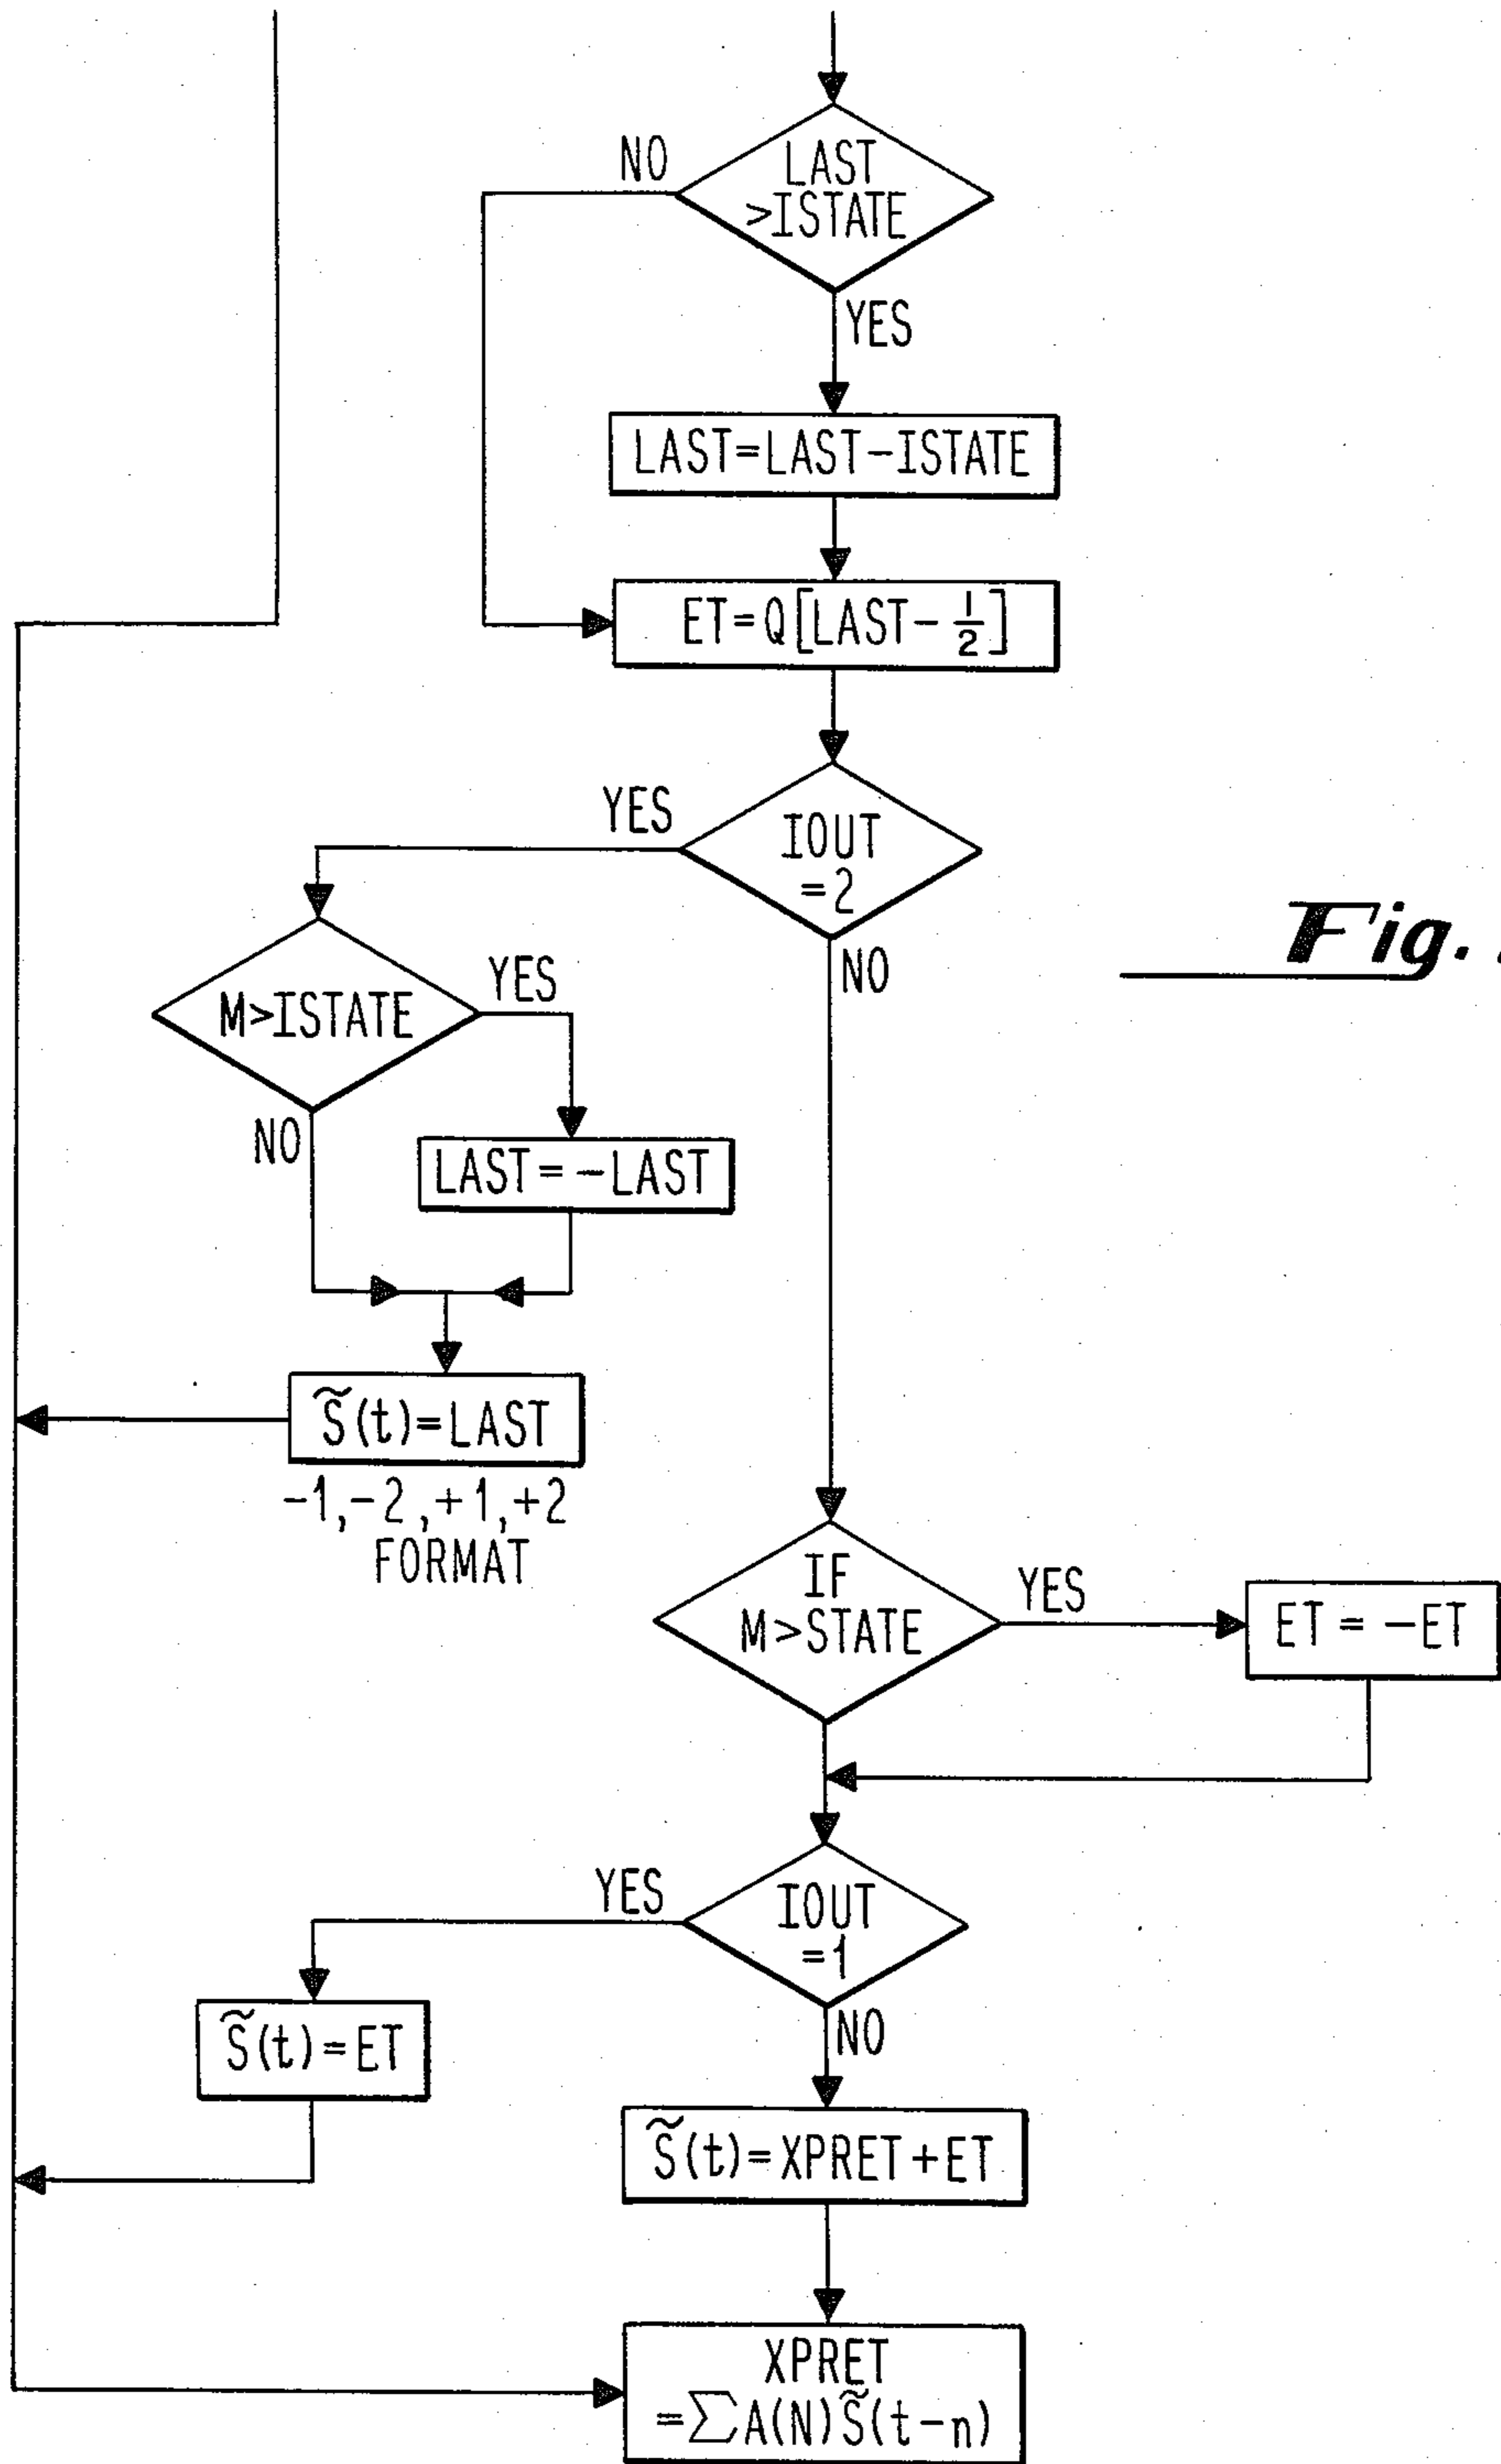 LAST
>ISTATE
NO
YES
LAST=LAST-ISTATE
ET=Q[LAST-1/2]
IOUT
=2
YES
NO
Fig.
M>ISTATE
YES
NO
LAST=-LAST
S̃(t)=LAST
-1,-2,+1,+2
FORMAT
IF
M>STATE
YES
ET = -ET
IOUT
=1
YES
NO
S̃(t)=ET
S̃(t)=XPRET+ET
XPRET
=∑A(N)S̃(t-n)